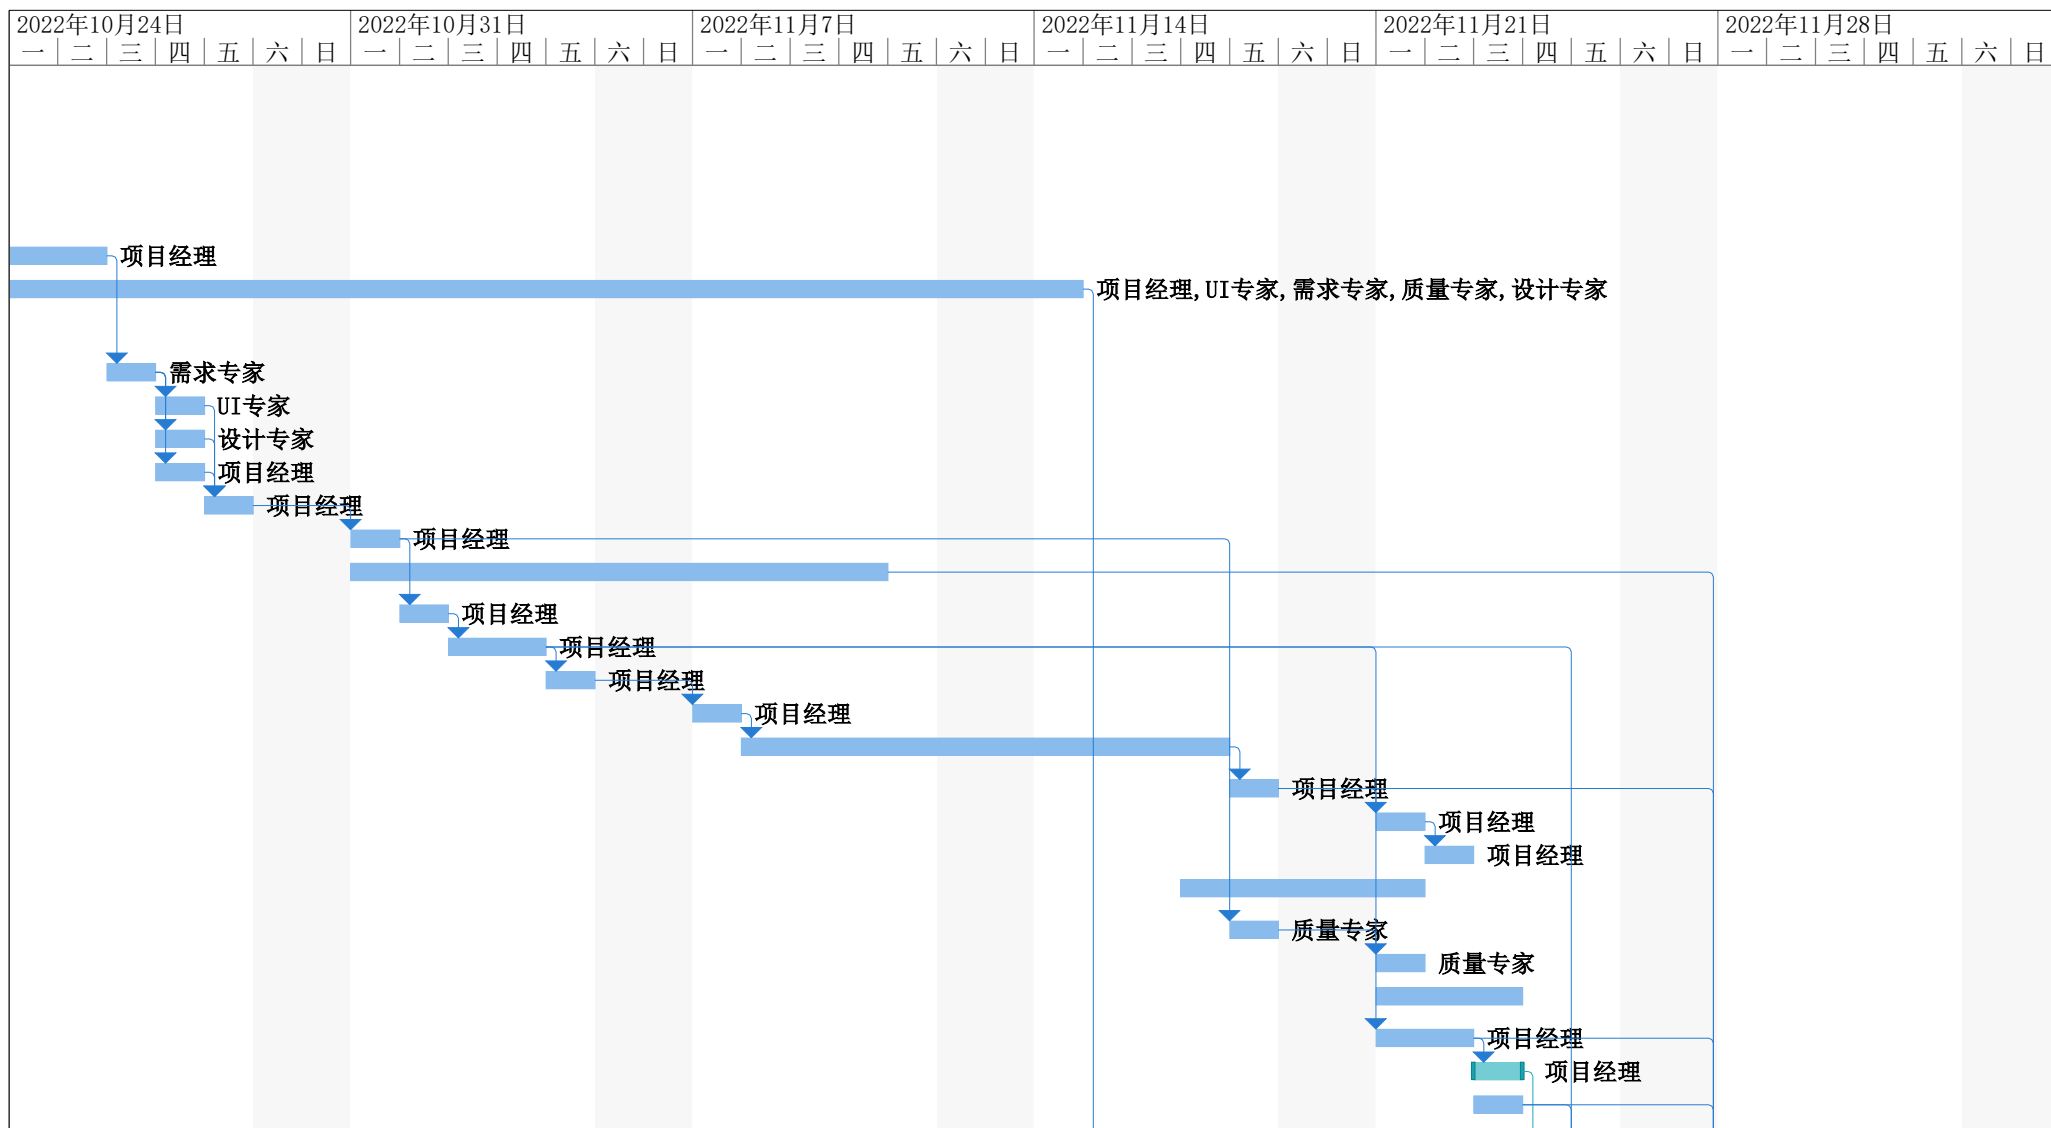 2022年10月24日 2022年10月31日 2022年11月7日 2022年11月14日 2022年11月21日 2022年11月28日
一 二 三 四 五 六 日 一 二 三 四 五 六 日 一 二 三 四 五 六 日 一 二 三 四 五 六 日 一 二 三 四 五 六 日 一 二 三 四 五 六 日
项目经理
项目经理,UI专家,需求专家,质量专家,设计专家
需求专家
UI专家
设计专家
项目经理
项目经理
项目经理
项目经理
项目经理
项目经理
项目经理
项目经理
项目经理
项目经理
质量专家
质量专家
项目经理
项目经理